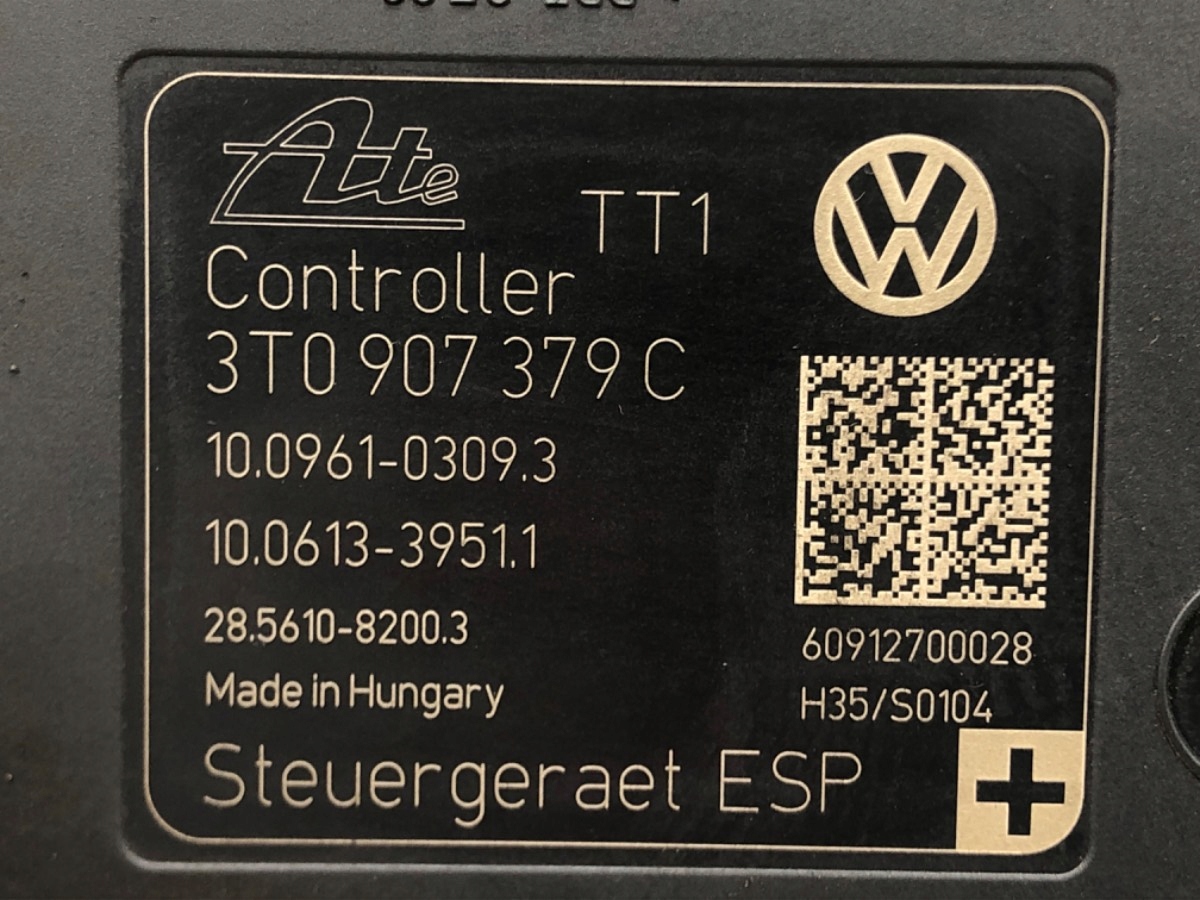 Ate
TT1
Controller
3T0 907 379 C
10.0961-0309.3
10.0613-3951.1
28.5610-8200.3
Made in Hungary
Steuergeraet ESP
VW
60912700028
H35/S0104